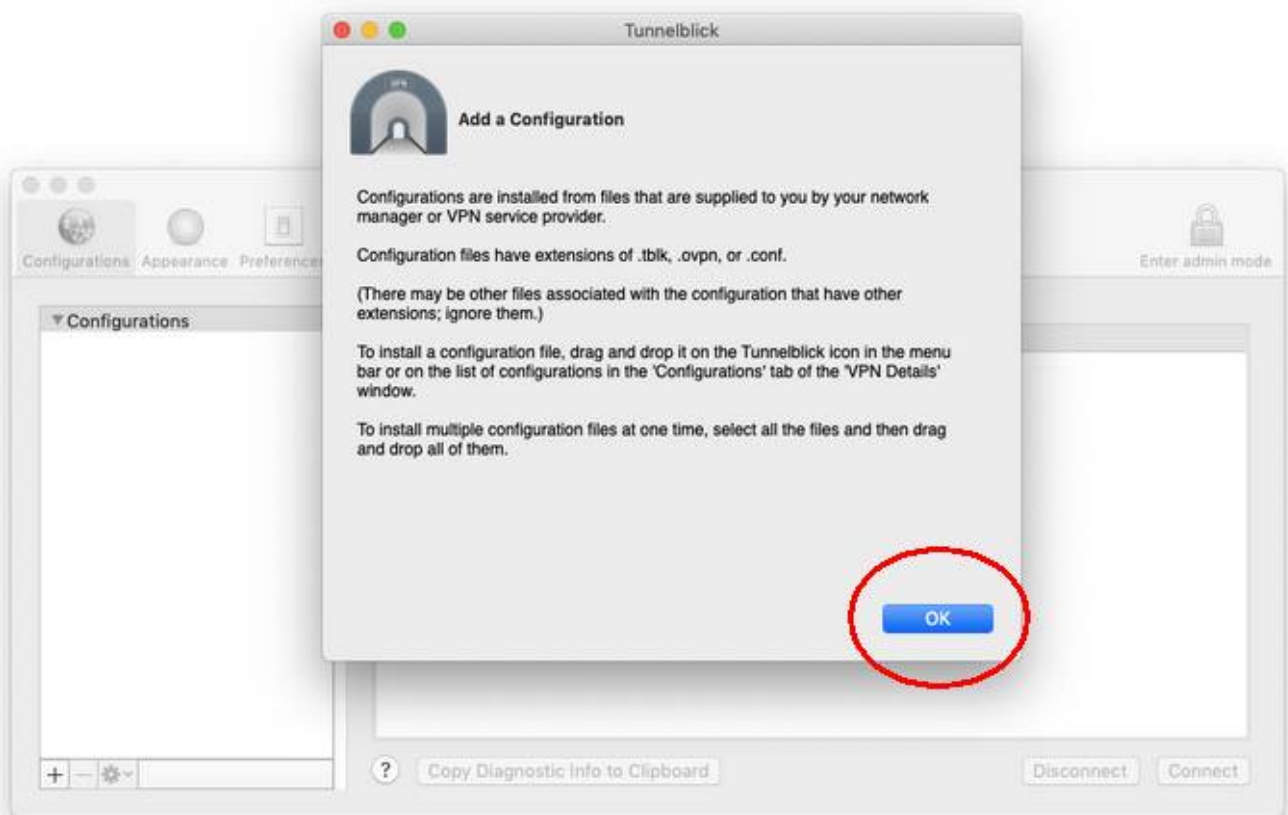 Tunnelblick
VPN
Add a Configuration
Configurations are installed from files that are supplied to you by your network
manager or VPN service provider.
Configuration files have extensions of .tblk, .ovpn, or .conf.
(There may be other files associated with the configuration that have other
extensions; ignore them.)
To install a configuration file, drag and drop it on the Tunnelblick icon in the menu
bar or on the list of configurations in the 'Configurations' tab of the 'VPN Details'
window.
To install multiple configuration files at one time, select all the files and then drag
and drop all of them.
OK
Configurations Appearance Preferences
Enter admin mode
Configurations
+ −
? Copy Diagnostic Info to Clipboard Disconnect Connect